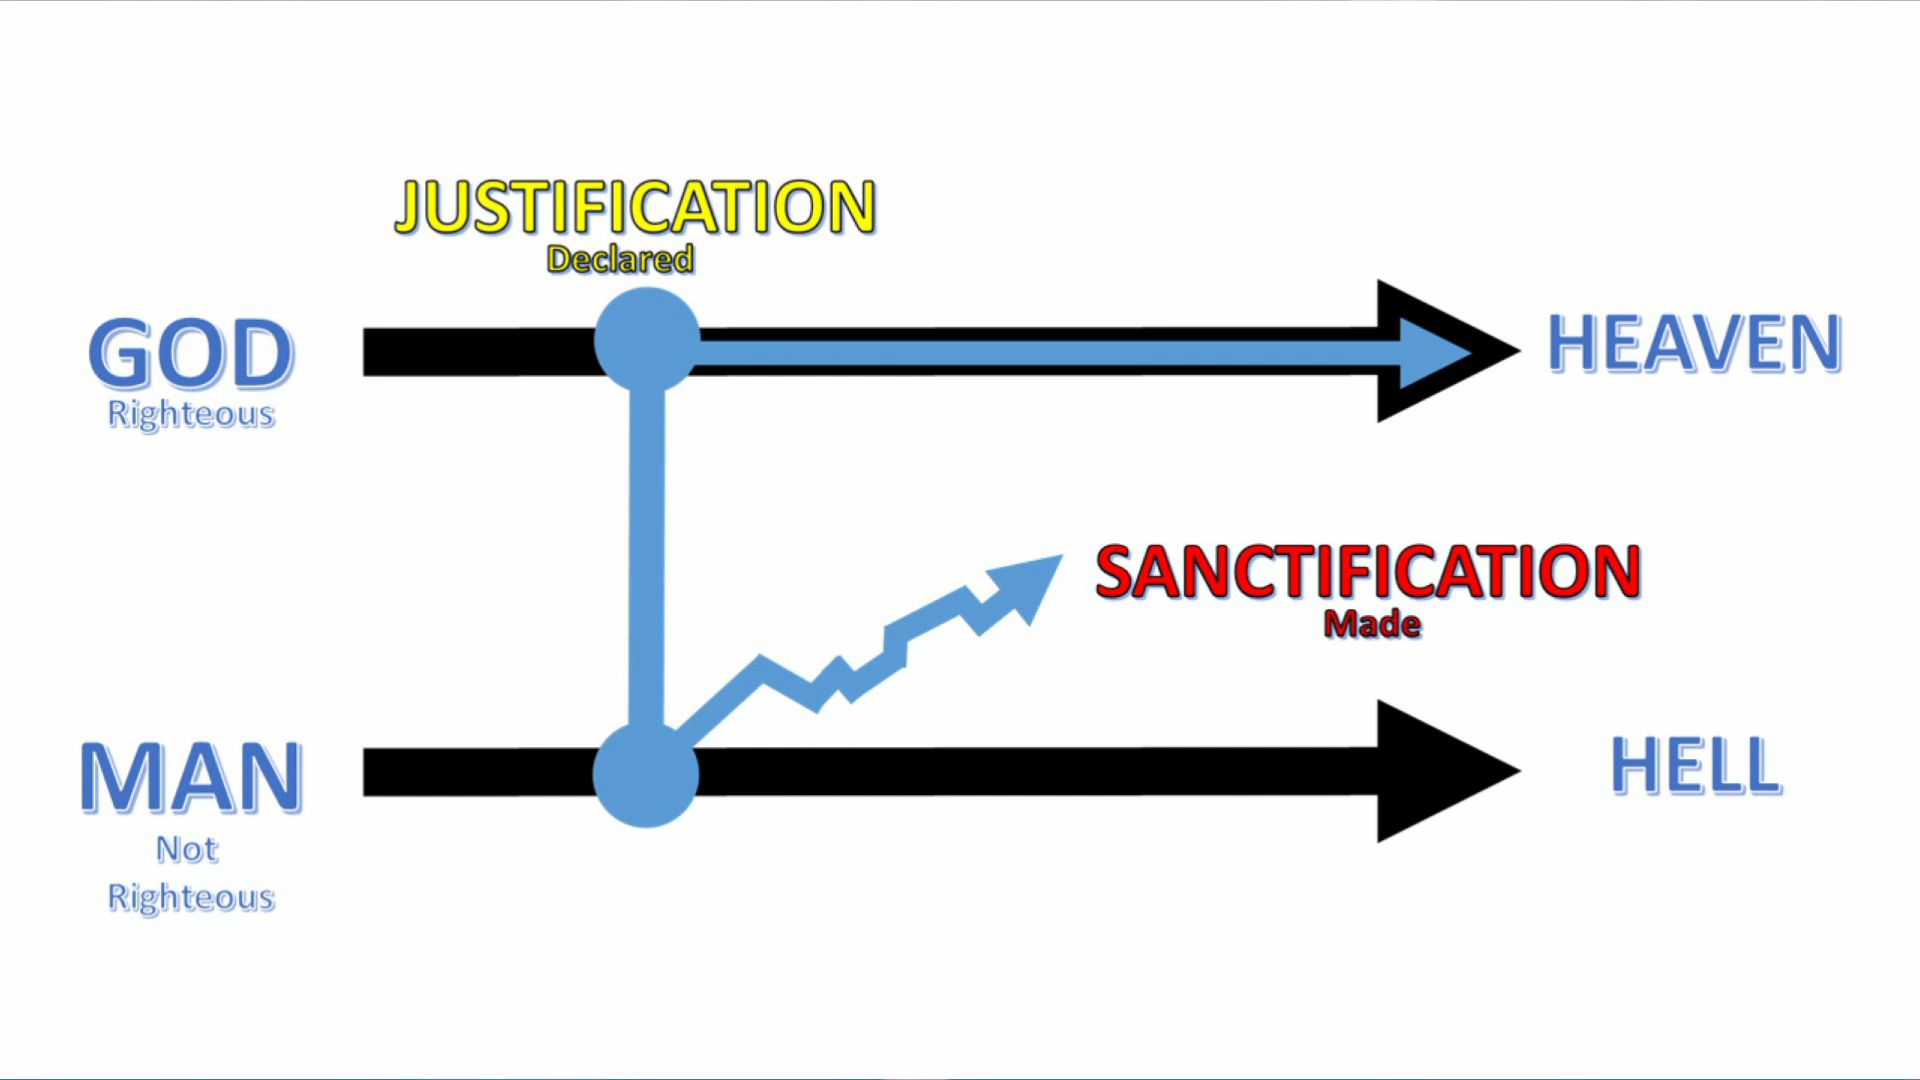 JUSTIFICATION
Declared
GOD
Righteous
HEAVEN
SANCTIFICATION
Made
MAN
Not
Righteous
HELL